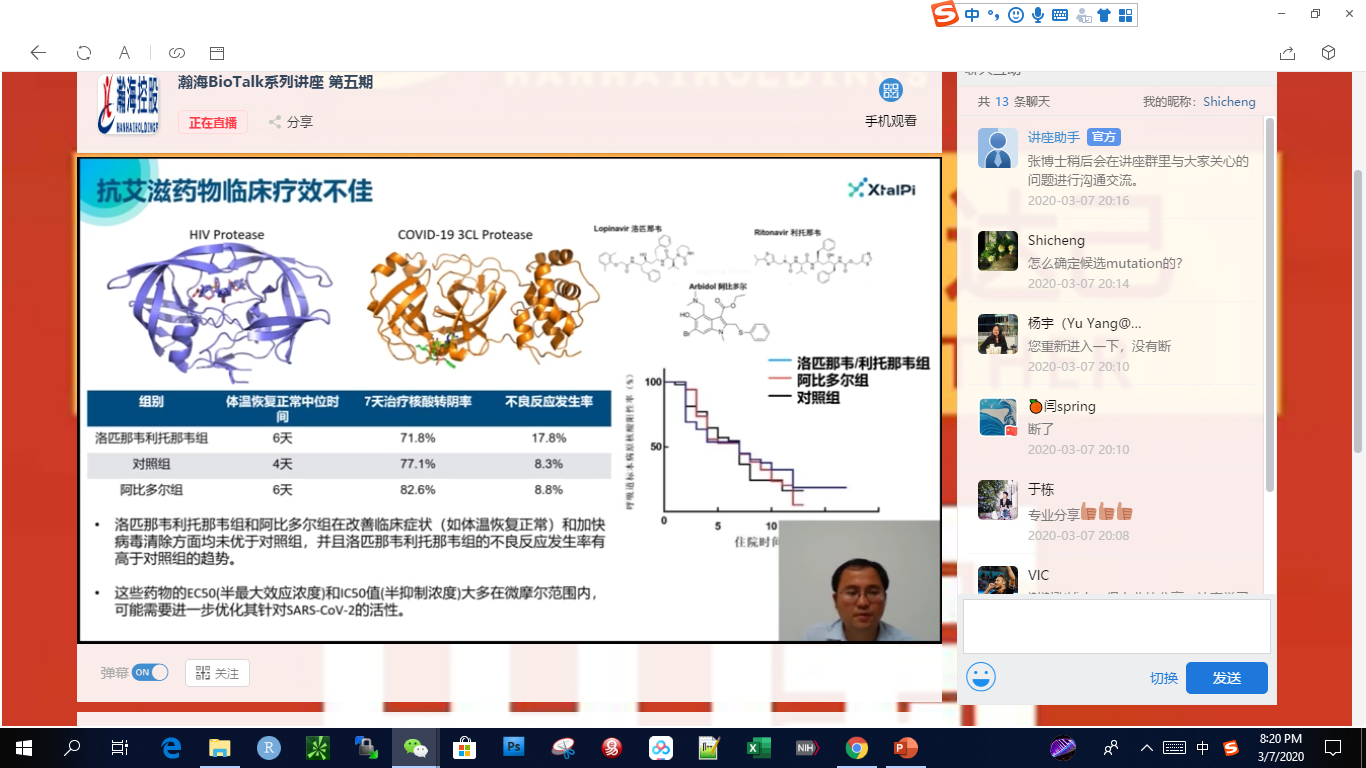 中
瀚海控股
HANHAIHOLDINGP
瀚海BioTalk系列讲座 第五期
正在直播
分享
手机观看
抗艾滋药物临床疗效不佳
XtalPi
HIV Protease
COVID-19 3CL Protease
Lopinavir 洛匹那韦
Ritonavir 利托那韦
Arbidol 阿比多尔
组别 体温恢复正常中位时间 7天治疗核酸转阴率 不良反应发生率
洛匹那韦利托那韦组 6天 71.8% 17.8%
对照组 4天 77.1% 8.3%
阿比多尔组 6天 82.6% 8.8%
洛匹那韦/利托那韦组
阿比多尔组
对照组
呼吸道标本病原核酸阳性率（%）
100
50
0 5 10
住院时间
• 洛匹那韦利托那韦组和阿比多尔组在改善临床症状（如体温恢复正常）和加快
病毒清除方面均未优于对照组，并且洛匹那韦利托那韦组的不良反应发生率有
高于对照组的趋势。
• 这些药物的EC50(半最大效应浓度)和IC50值(半抑制浓度)大多在微摩尔范围内，
可能需要进一步优化其针对SARS-CoV-2的活性。
弹幕 ON 关注
共 13 条聊天 我的昵称： Shicheng
讲座助手 官方
张博士稍后会在讲座群里与大家关心的
问题进行沟通交流。
2020-03-07 20:16
Shicheng
怎么确定候选mutation的?
2020-03-07 20:14
杨宇（Yu Yang@...
您重新进入一下，没有断
2020-03-07 20:10
闫spring
断了
2020-03-07 20:10
于栋
专业分享
2020-03-07 20:08
VIC
切换 发送
中
8:20 PM
3/7/2020